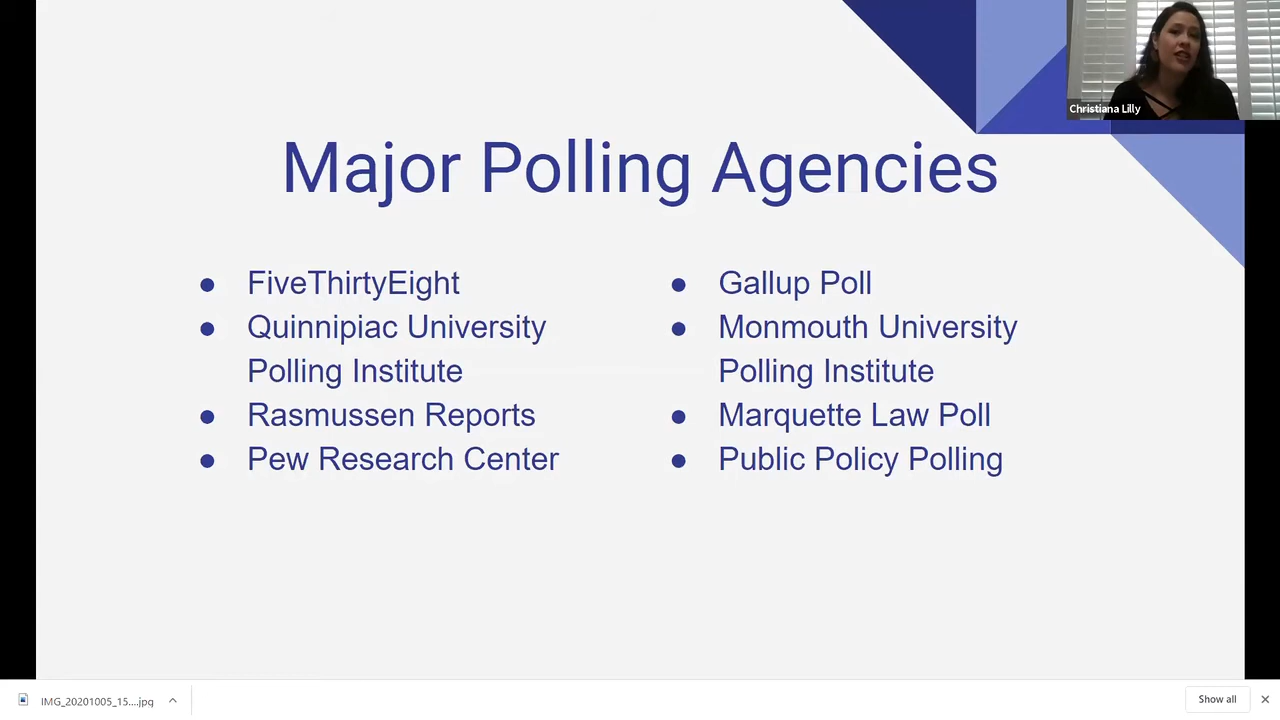 Christiana Lilly
Major Polling Agencies
● FiveThirtyEight
● Quinnipiac University
Polling Institute
● Rasmussen Reports
● Pew Research Center
● Gallup Poll
● Monmouth University
Polling Institute
● Marquette Law Poll
● Public Policy Polling
IMG_20201005_15....jpg
Show all